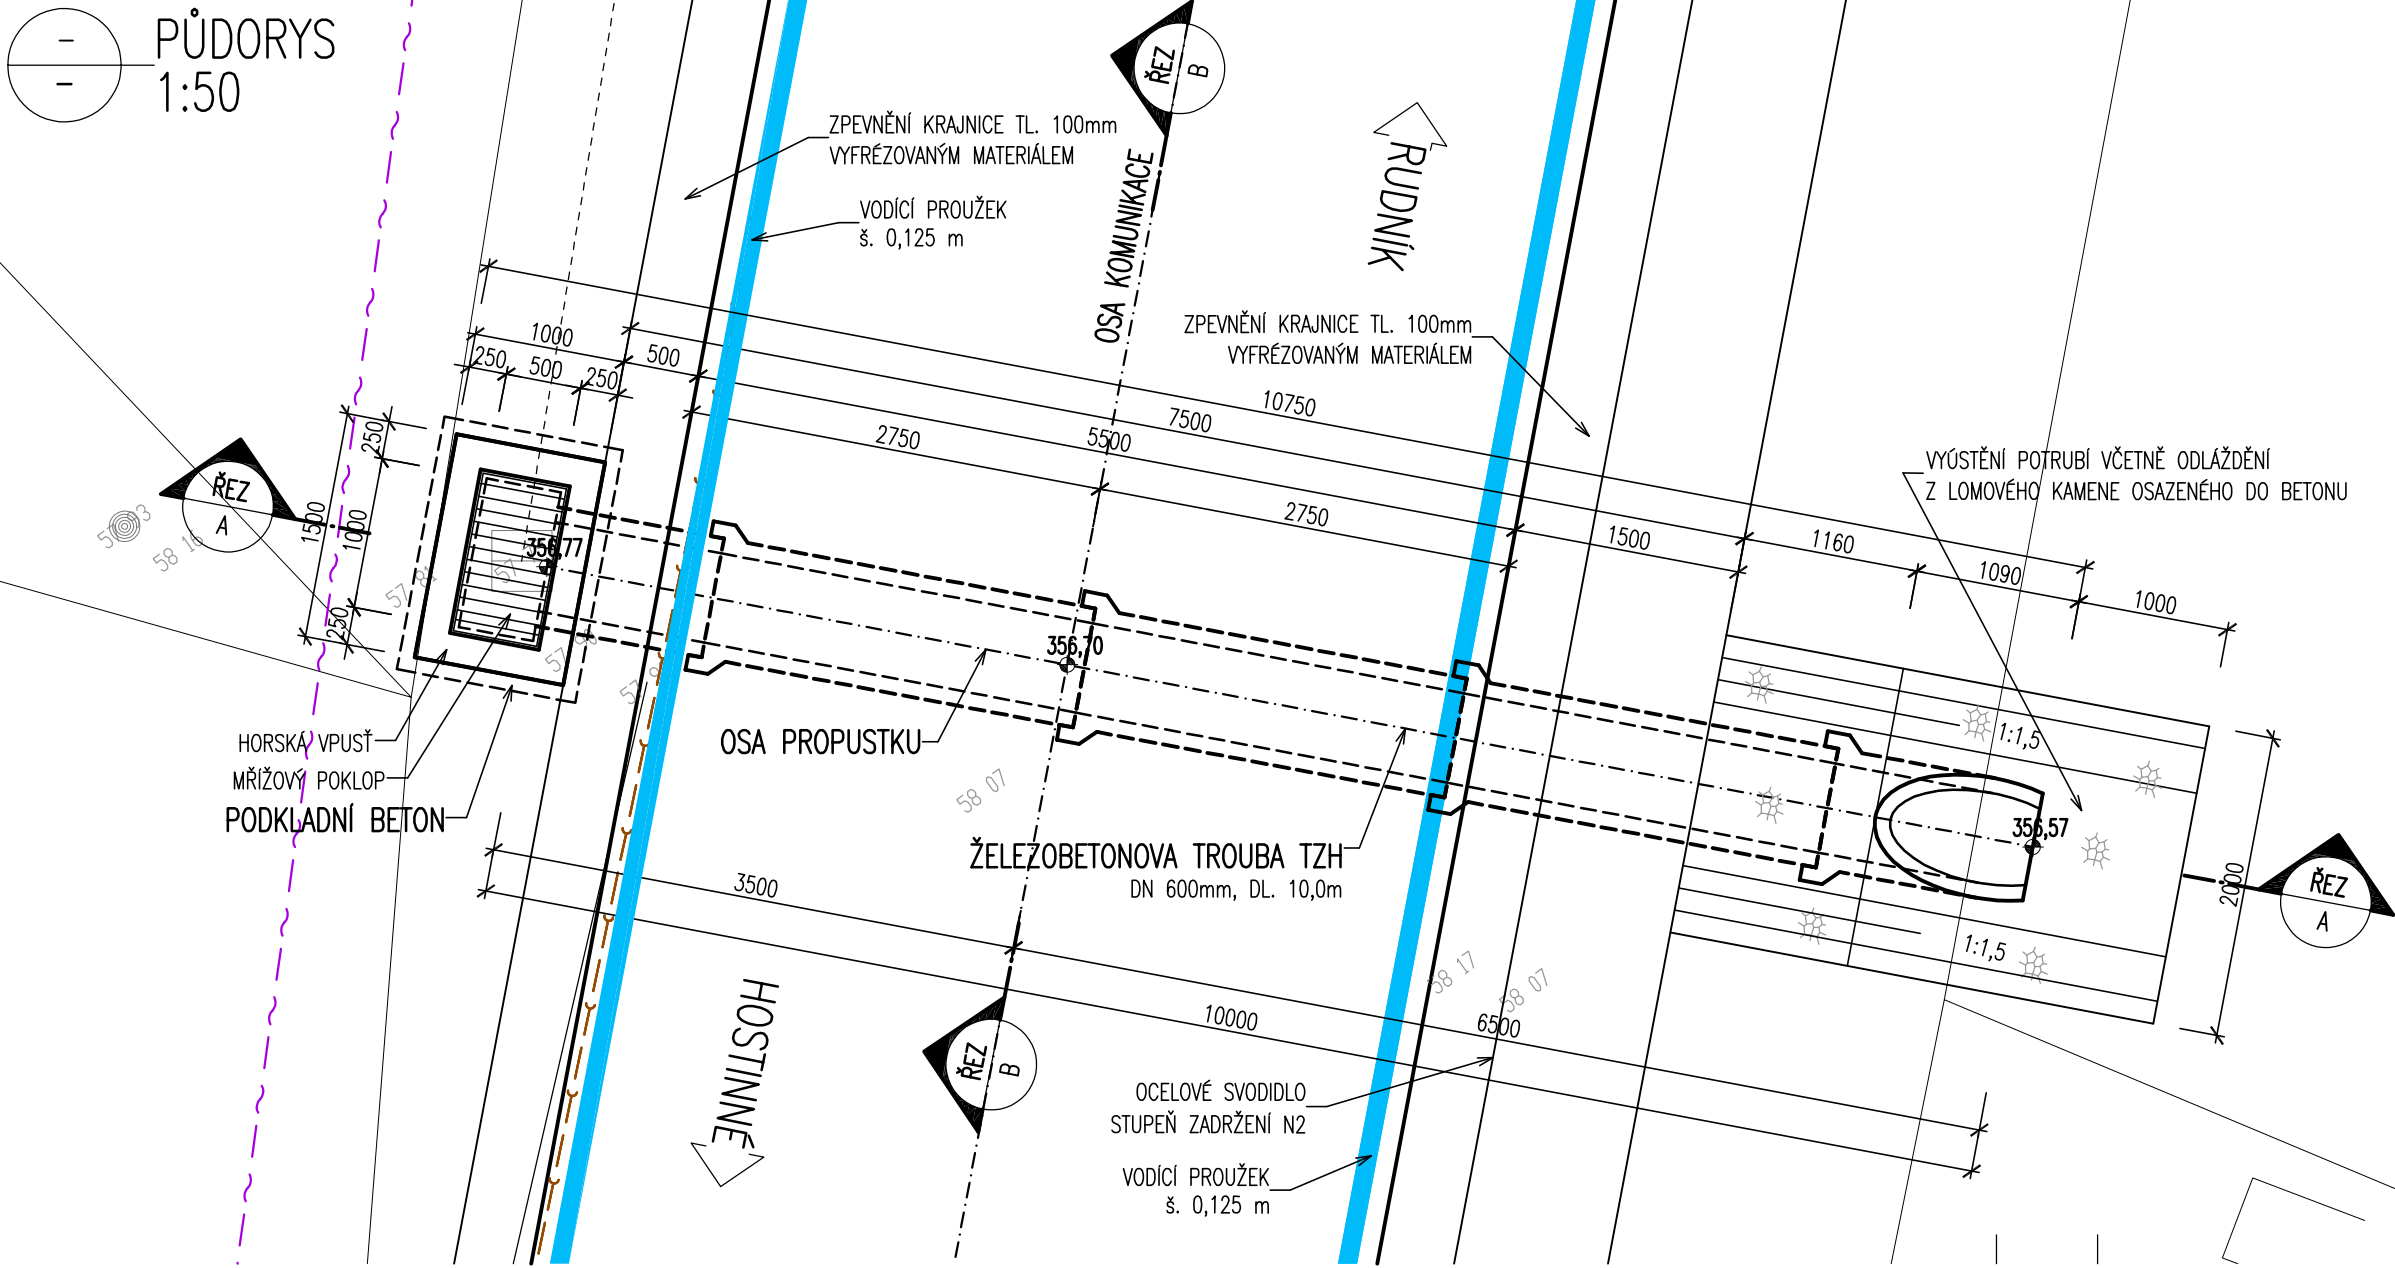 PŮDORYS
1:50
ZPEVNĚNÍ KRAJNICE TL. 100mm
VYFRÉZOVANÝM MATERIÁLEM
VODÍCÍ PROUŽEK
š. 0,125 m
ŘEZ
B
OSA KOMUNIKACE
RUDNÍK
ZPEVNĚNÍ KRAJNICE TL. 100mm
VYFRÉZOVANÝM MATERIÁLEM
1000
250
500
250
500
10750
7500
5500
2750
2750
1500
1160
1090
1000
VYÚSTĚNÍ POTRUBÍ VČETNĚ ODLÁŽDĚNÍ
Z LOMOVÉHO KAMENE OSAZENÉHO DO BETONU
ŘEZ
A
58 16
57 81
250
1500
1000
250
356,77
356,70
356,57
1:1,5
1:1,5
2000
HORSKÁ VPUSŤ
MŘÍŽOVÝ POKLOP
PODKLADNÍ BETON
OSA PROPUSTKU
58 07
ŽELEZOBETONOVA TROUBA TZH
DN 600mm, DL. 10,0m
ŘEZ
A
3500
10000
6500
58 17
58 07
HOSTINNÉ
ŘEZ
B
OCELOVÉ SVODIDLO
STUPEŇ ZADRŽENÍ N2
VODÍCÍ PROUŽEK
š. 0,125 m